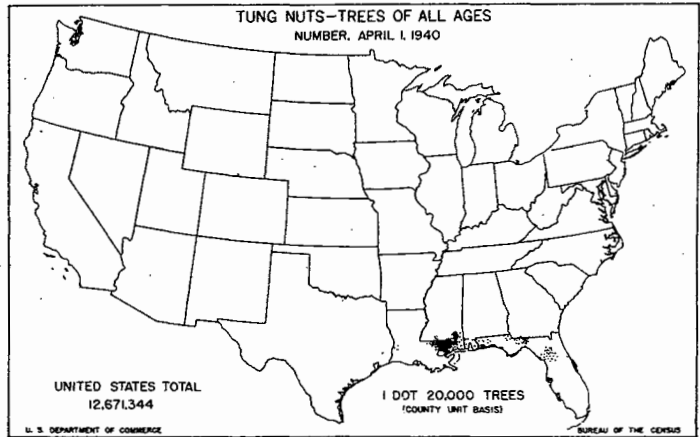 TUNG NUTS–TREES OF ALL AGES
NUMBER, APRIL 1, 1940
UNITED STATES TOTAL
12,671,344
1 DOT 20,000 TREES
(COUNTY UNIT BASIS)
U. S. DEPARTMENT OF COMMERCE
BUREAU OF THE CENSUS